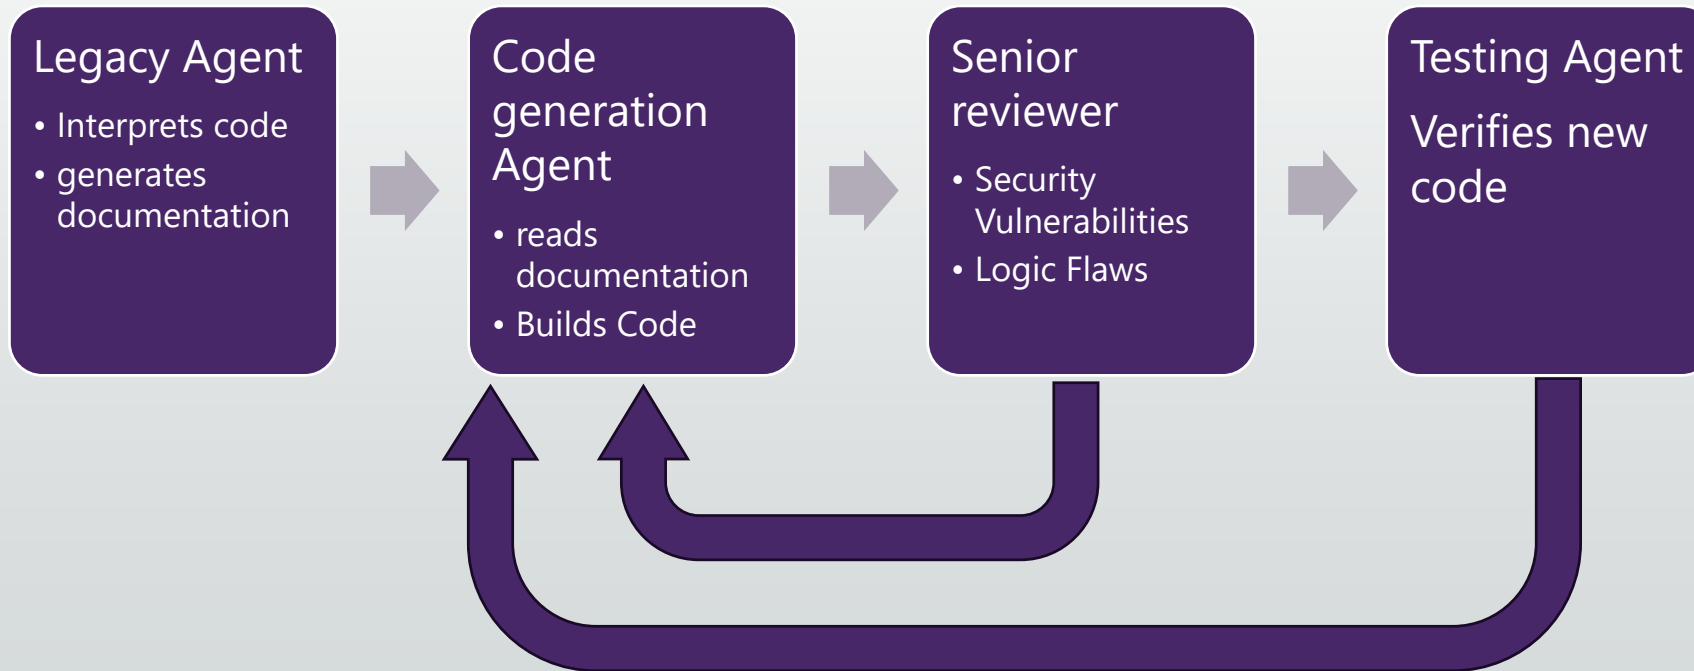 Legacy Agent
• Interprets code
• generates
documentation
Code
generation
Agent
• reads
documentation
• Builds Code
Senior
reviewer
• Security
Vulnerabilities
• Logic Flaws
Testing Agent
Verifies new
code